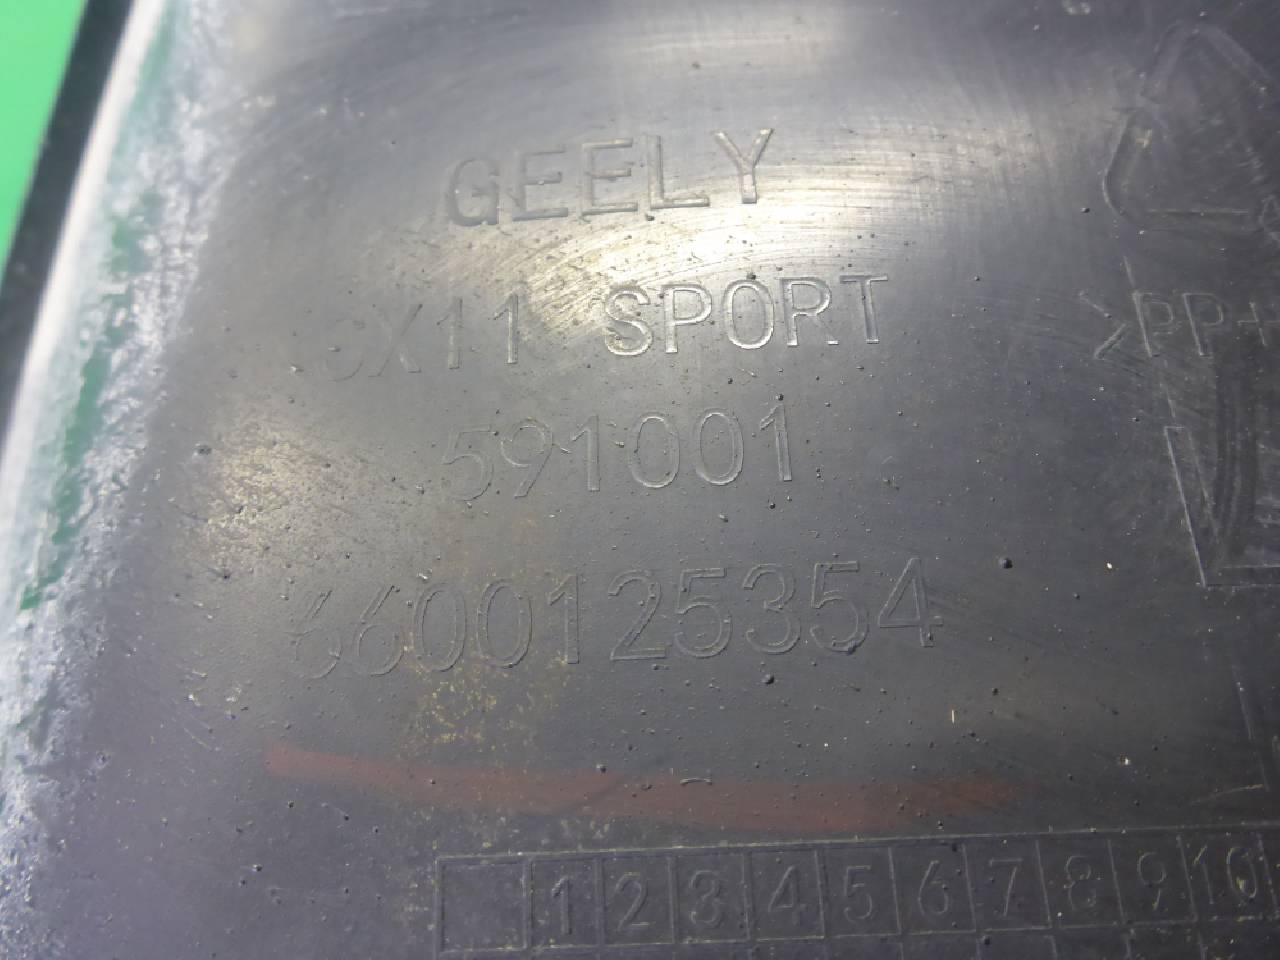 GEELY
SX11 SPORT
591001
6600125354
>PP+
1 2 3 4 5 6 7 8 9 10